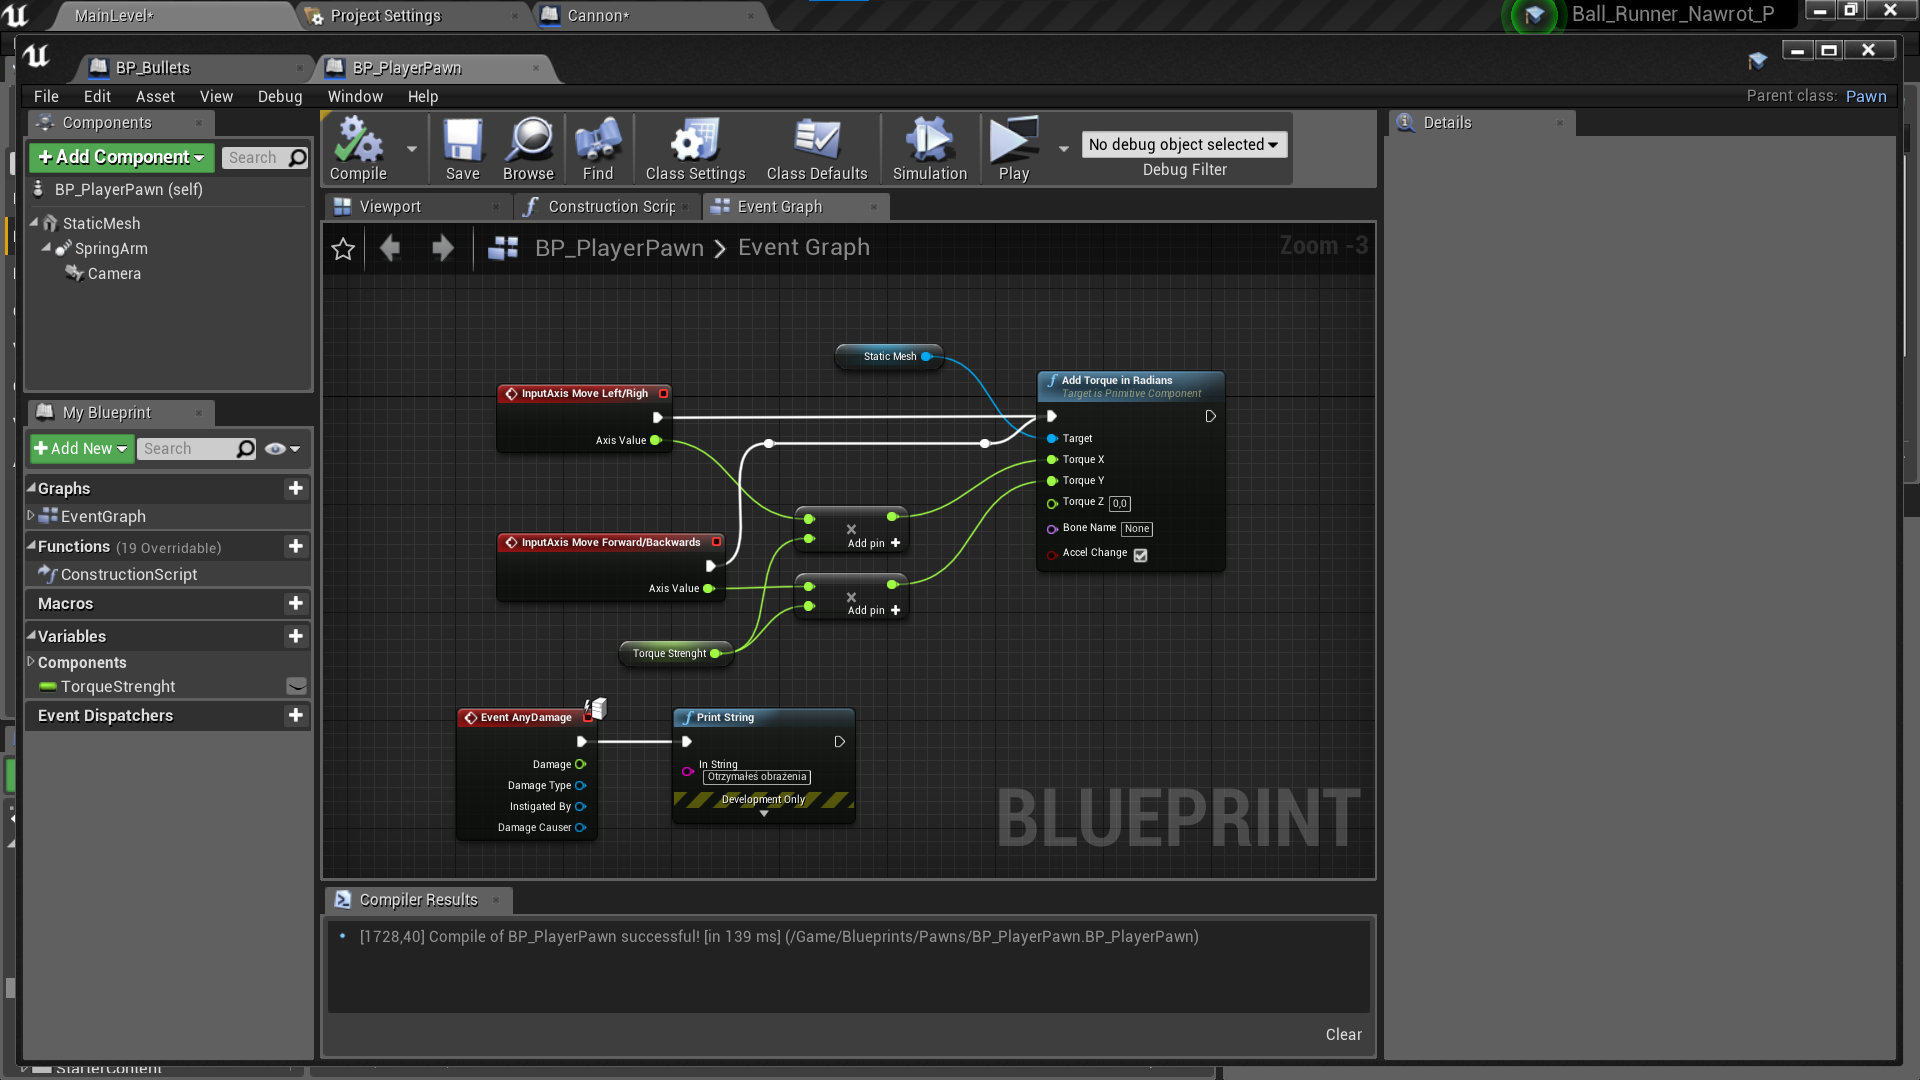 MainLevel*
Project Settings
Cannon*
Ball_Runner_Nawrot_P
BP_Bullets
BP_PlayerPawn
File Edit Asset View Debug Window Help
Parent class: Pawn
Components
Add Component
Search
BP_PlayerPawn (self)
StaticMesh
SpringArm
Camera
My Blueprint
Add New
Search
Graphs
EventGraph
Functions (19 Overridable)
ConstructionScript
Macros
Variables
Components
TorqueStrenght
Event Dispatchers
Compile
Save
Browse
Find
Class Settings
Class Defaults
Simulation
Play
No debug object selected
Debug Filter
Viewport
Construction Scrip
Event Graph
BP_PlayerPawn > Event Graph
Zoom -3
Static Mesh
InputAxis Move Left/Righ
Axis Value
Add Torque in Radians
Target is Primitive Component
Target
Torque X
Torque Y
Torque Z 0,0
Bone Name None
Accel Change
Add pin
InputAxis Move Forward/Backwards
Axis Value
Add pin
Torque Strenght
Event AnyDamage
Damage
Damage Type
Instigated By
Damage Causer
Print String
In String
Otrzymałeś obrażenia
Development Only
BLUEPRINT
Compiler Results
[1728,40] Compile of BP_PlayerPawn successful! [in 139 ms] (/Game/Blueprints/Pawns/BP_PlayerPawn.BP_PlayerPawn)
Clear
Details
StarterContent